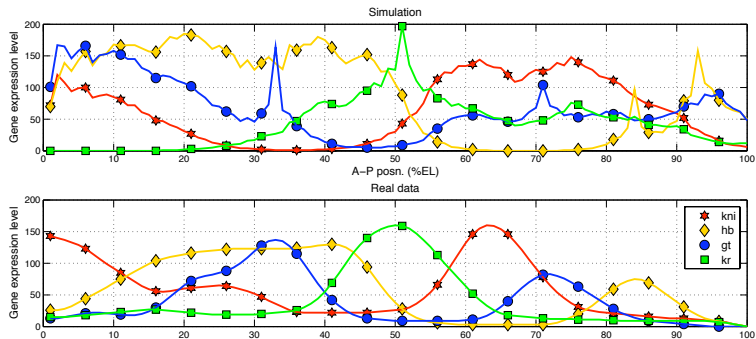 Simulation
Gene expression level
200
150
100
50
0
0 10 20 30 40 50 60 70 80 90 100
A−P posn. (%EL)
Real data
Gene expression level
200
150
100
50
0
0 10 20 30 40 50 60 70 80 90 100
kni
hb
gt
kr